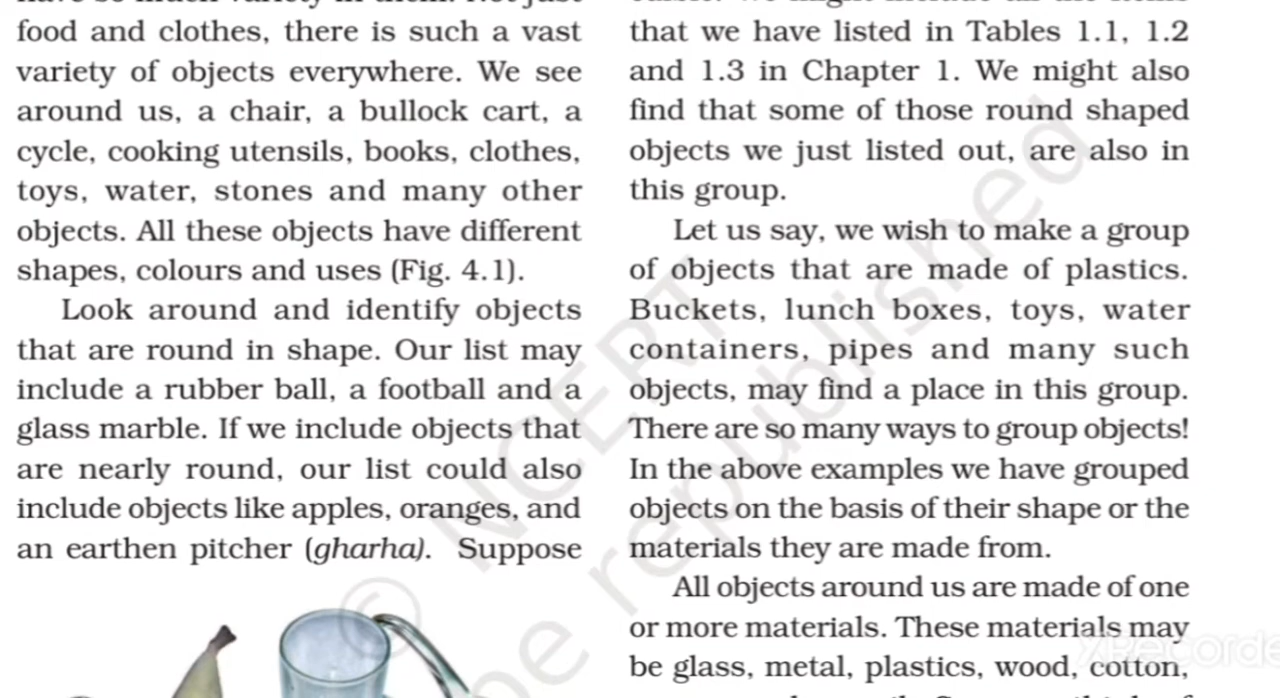 food and clothes, there is such a vast
variety of objects everywhere. We see
around us, a chair, a bullock cart, a
cycle, cooking utensils, books, clothes,
toys, water, stones and many other
objects. All these objects have different
shapes, colours and uses (Fig. 4.1).
Look around and identify objects
that are round in shape. Our list may
include a rubber ball, a football and a
glass marble. If we include objects that
are nearly round, our list could also
include objects like apples, oranges, and
an earthen pitcher (gharha). Suppose
that we have listed in Tables 1.1, 1.2
and 1.3 in Chapter 1. We might also
find that some of those round shaped
objects we just listed out, are also in
this group.
Let us say, we wish to make a group
of objects that are made of plastics.
Buckets, lunch boxes, toys, water
containers, pipes and many such
objects, may find a place in this group.
There are so many ways to group objects!
In the above examples we have grouped
objects on the basis of their shape or the
materials they are made from.
All objects around us are made of one
or more materials. These materials may
be glass, metal, plastics, wood, cotton,
© NCERT
be republished
XRecorde